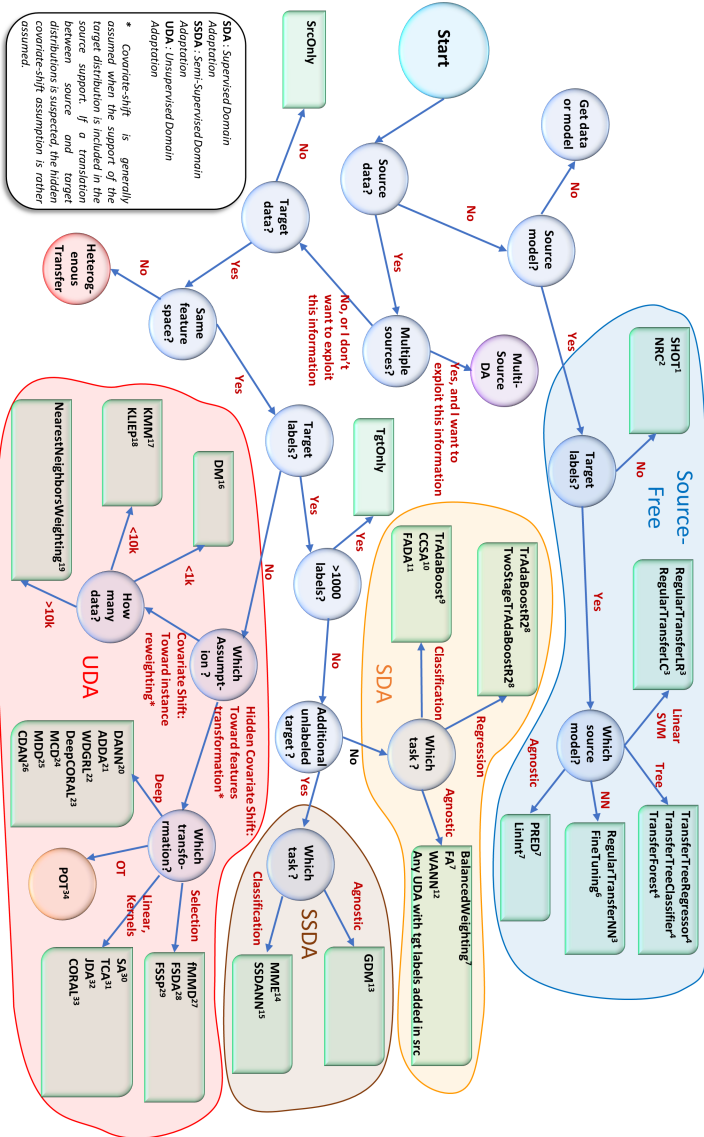 Start
Source
data?
No
Source
model?
No
Get data
or model
Yes
Source-
Free
Target
labels?
No
SHOT¹
NRC²
Yes
Which
source
model?
Linear
SVM
RegularTransferLR³
RegularTransferLC³
Tree
TransferTreeRegressor⁴
TransferTreeClassifier⁴
TransferForest⁴
NN
RegularTransferNN³
FineTuning⁶
Agnostic
PRED⁷
LinInt⁷
Yes
Multiple
sources?
Yes, and I want to
exploit this information
Multi-
Source
DA
No, or I don't
want to exploit
this information
Target
data?
No
SrcOnly
Yes
Same
feature
space?
No
Heterog-
enous
Transfer
Yes
Target
labels?
Yes
>1000
labels?
Yes
TgtOnly
No
Additional
unlabeled
target ?
No
SDA
Which
task ?
Regression
TrAdaBoostR2⁸
TwoStageTrAdaBoostR2⁸
Classification
TrAdaBoost⁹
CCSA¹⁰
FADA¹¹
Agnostic
BalancedWeighting⁷
FA⁷
WANN¹²
Any UDA with tgt labels added in src
Yes
SSDA
Which
task ?
Agnostic
GDM¹³
Classification
MME¹⁴
SSDANN¹⁵
No
UDA
Which
Assumpt-
ion ?
Covariate Shift:
Toward instance
reweighting*
How
many
data?
<1k
DM¹⁶
<10k
KMM¹⁷
KLIEP¹⁸
>10k
NearestNeighborsWeighting¹⁹
Hidden Covariate Shift:
Toward features
transformation*
Which
transfo-
rmation?
Deep
DANN²⁰
ADDA²¹
WDGRL²²
DeepCORAL²³
MCD²⁴
MDD²⁵
CDAN²⁶
OT
POT³⁴
Linear,
Kernels
SA³⁰
TCA³¹
JDA³²
CORAL³³
Selection
fMMD²⁷
FSDA²⁸
FSSP²⁹
SDA : Supervised Domain
Adaptation
SSDA : Semi-Supervised Domain
Adaptation
UDA : Unsupervised Domain
Adaptation
* Covariate-shift is generally
assumed when the support of the
target distribution is included in the
source support. If a translation
between source and target
distributions is suspected, the hidden
covariate-shift assumption is rather
assumed.